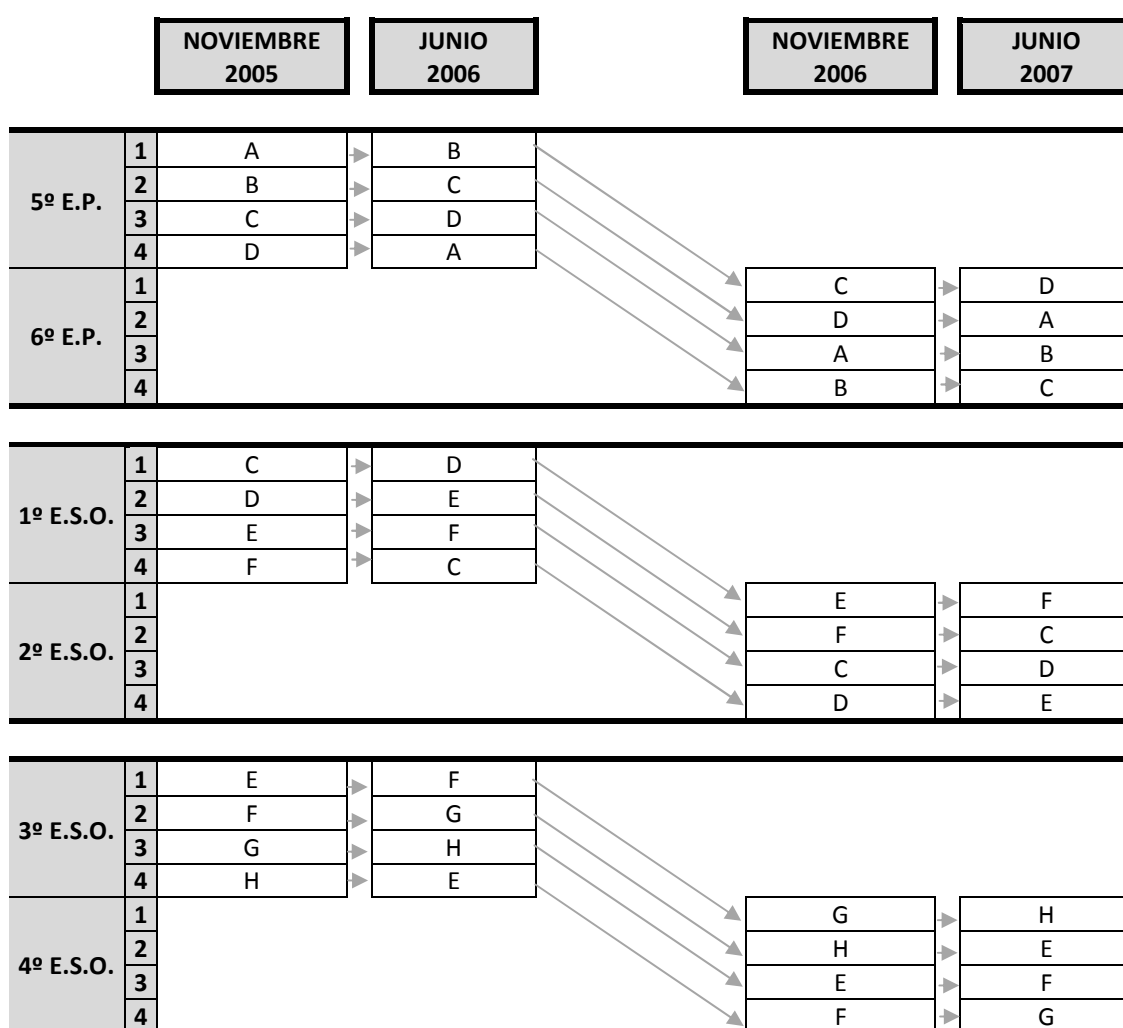 NOVIEMBRE 2005 JUNIO 2006 NOVIEMBRE 2006 JUNIO 2007
5º E.P.
1 A B
2 B C
3 C D
4 D A
6º E.P.
1 C D
2 D A
3 A B
4 B C
1º E.S.O.
1 C D
2 D E
3 E F
4 F C
2º E.S.O.
1 E F
2 F C
3 C D
4 D E
3º E.S.O.
1 E F
2 F G
3 G H
4 H E
4º E.S.O.
1 G H
2 H E
3 E F
4 F G